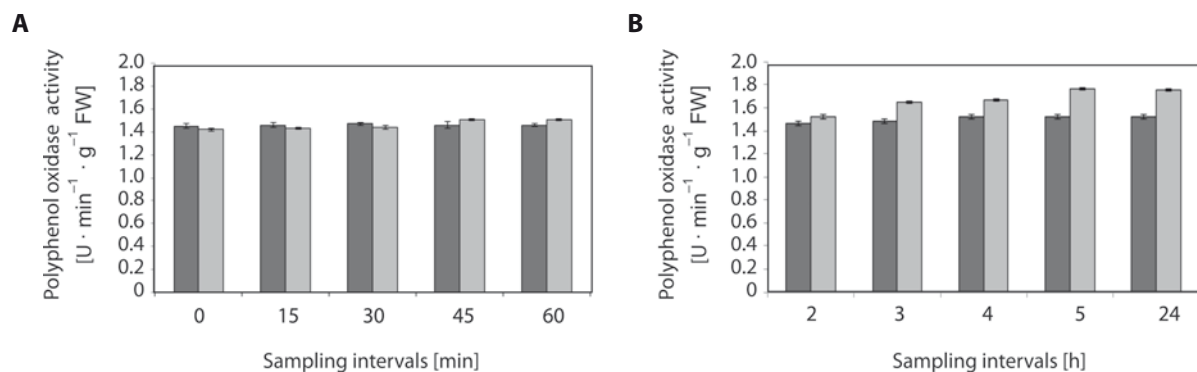 A
Polyphenol oxidase activity
[U · min⁻¹ · g⁻¹ FW]
2.0
1.8
1.6
1.4
1.2
1.0
0.8
0.6
0.4
0.2
0
0 15 30 45 60
Sampling intervals [min]
B
Polyphenol oxidase activity
[U · min⁻¹ · g⁻¹ FW]
2.0
1.8
1.6
1.4
1.2
1.0
0.8
0.6
0.4
0.2
0
2 3 4 5 24
Sampling intervals [h]